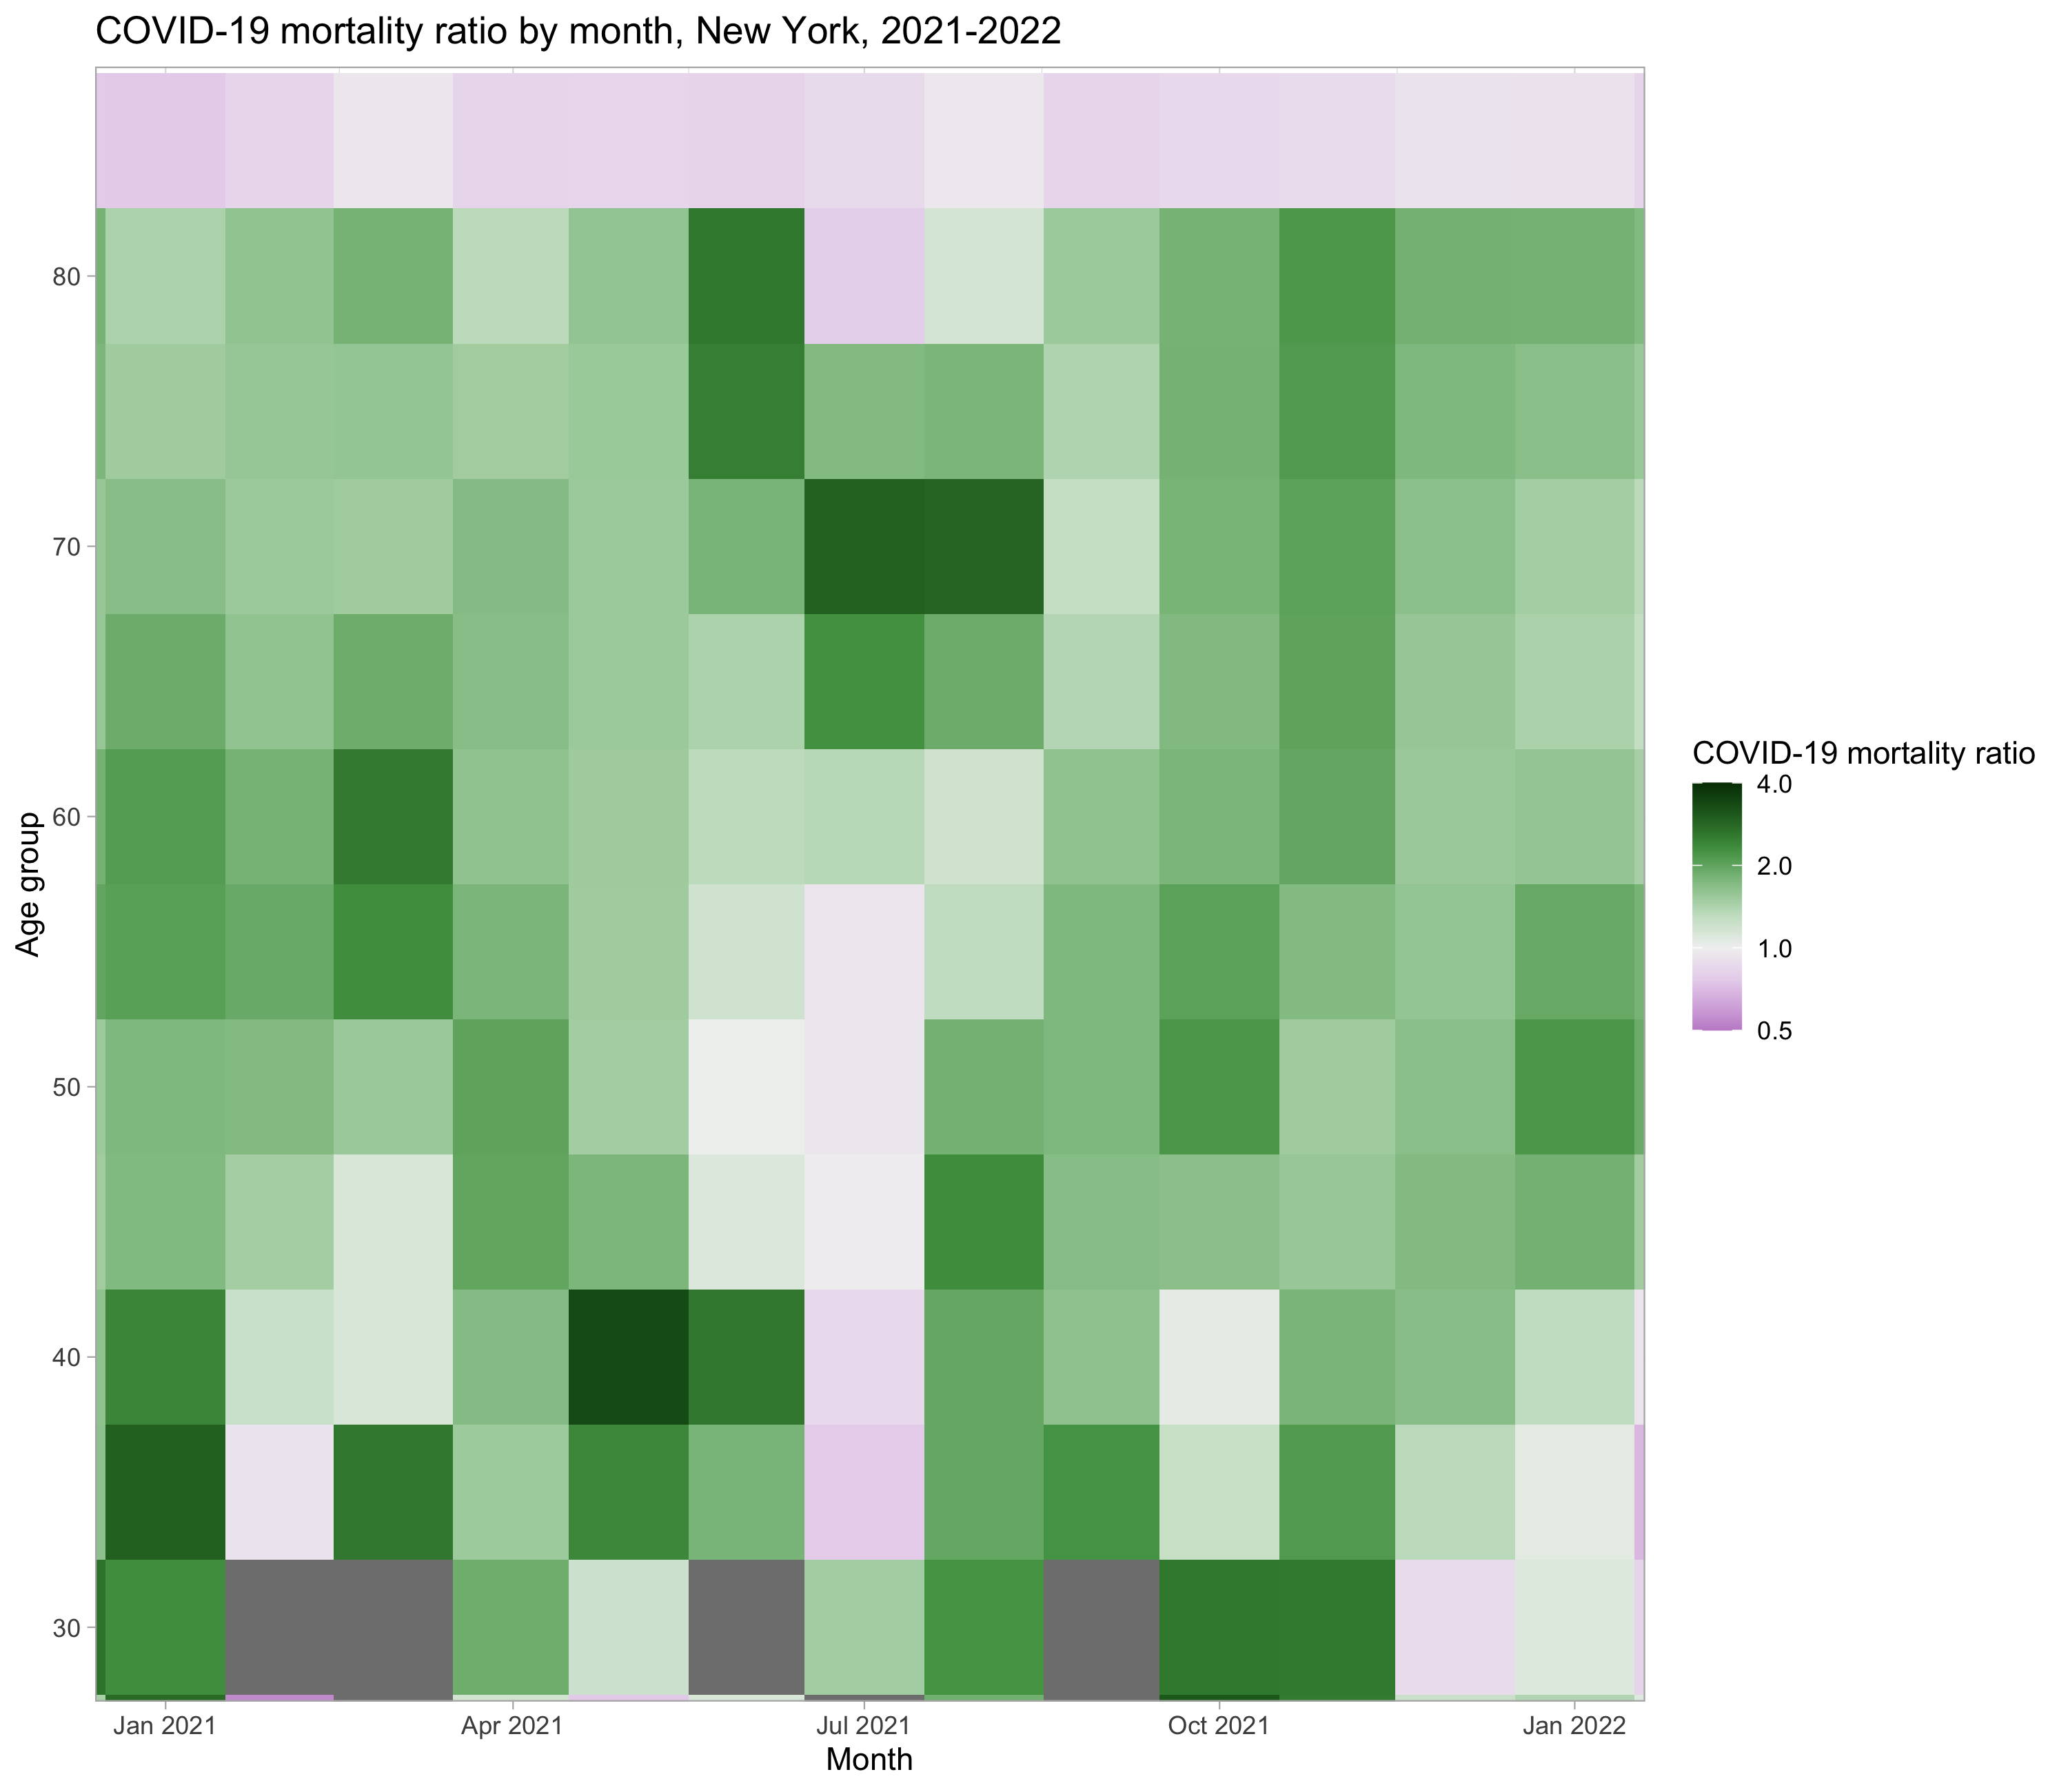 COVID-19 mortality ratio by month, New York, 2021-2022
80
70
60
50
40
30
Age group
Jan 2021
Apr 2021
Jul 2021
Oct 2021
Jan 2022
Month
COVID-19 mortality ratio
4.0
2.0
1.0
0.5